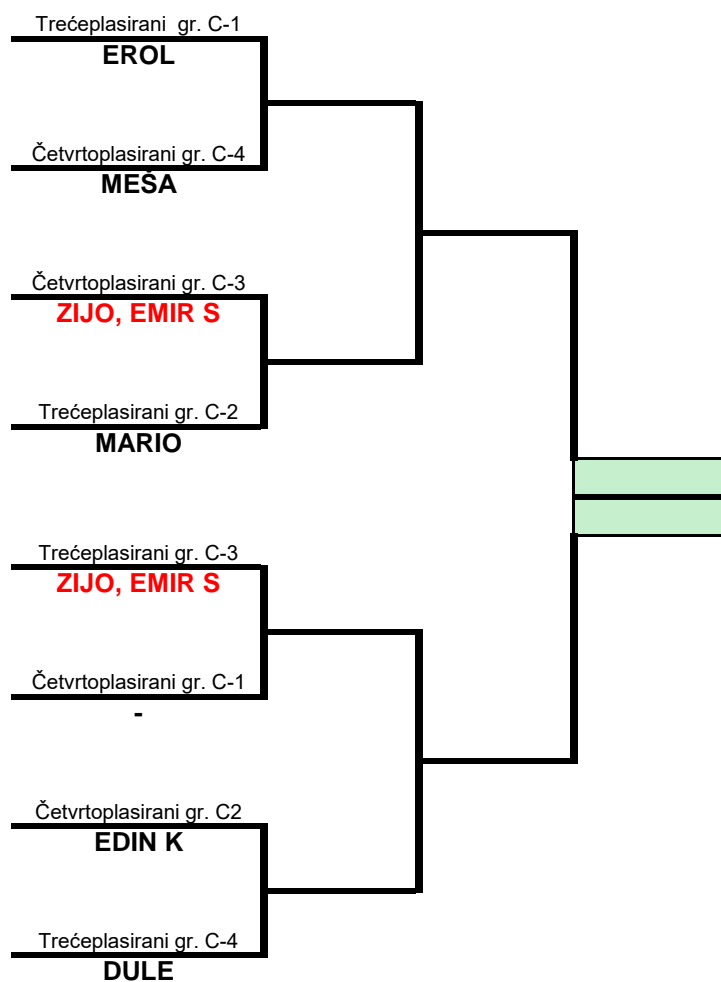 Trećeplasirani gr. C-1
EROL
Četvrtoplasirani gr. C-4
MEŠA
Četvrtoplasirani gr. C-3
ZIJO, EMIR S
Trećeplasirani gr. C-2
MARIO
Trećeplasirani gr. C-3
ZIJO, EMIR S
Četvrtoplasirani gr. C-1
-
Četvrtoplasirani gr. C2
EDIN K
Trećeplasirani gr. C-4
DULE